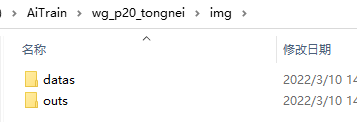 AiTrain > wg_p20_tongnei > img >
名称 修改日期
datas 2022/3/10 14
outs 2022/3/10 14